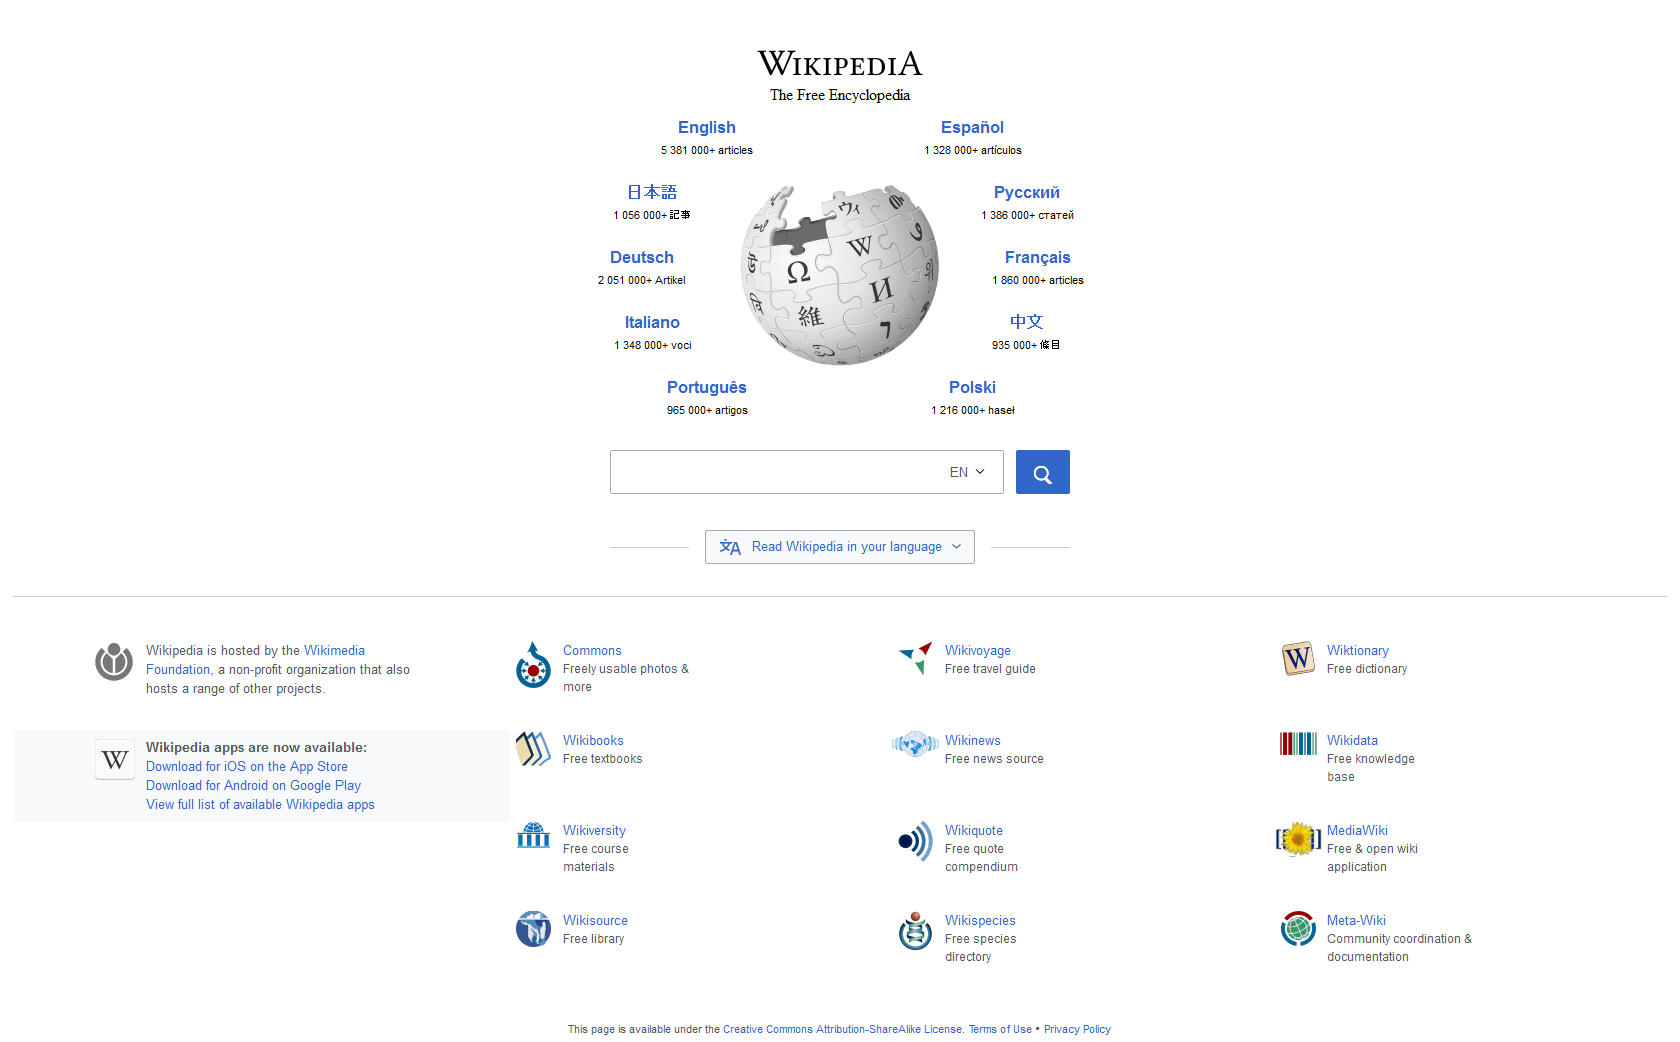 WIKIPEDIA
The Free Encyclopedia
English
5 381 000+ articles
Español
1 328 000+ artículos
日本語
1 056 000+ 記事
Русский
1 386 000+ статей
Deutsch
2 051 000+ Artikel
Français
1 860 000+ articles
Italiano
1 348 000+ voci
中文
935 000+ 條目
Português
965 000+ artigos
Polski
1 216 000+ haseł
Ω
W
И
維
ウィ
EN
Read Wikipedia in your language
Wikipedia is hosted by the Wikimedia
Foundation, a non-profit organization that also
hosts a range of other projects.
W
Wikipedia apps are now available:
Download for iOS on the App Store
Download for Android on Google Play
View full list of available Wikipedia apps
Commons
Freely usable photos &
more
Wikivoyage
Free travel guide
W
Wiktionary
Free dictionary
Wikibooks
Free textbooks
Wikinews
Free news source
Wikidata
Free knowledge
base
Wikiversity
Free course
materials
Wikiquote
Free quote
compendium
MediaWiki
Free & open wiki
application
Wikisource
Free library
Wikispecies
Free species
directory
Meta-Wiki
Community coordination &
documentation
This page is available under the Creative Commons Attribution-ShareAlike License. Terms of Use • Privacy Policy